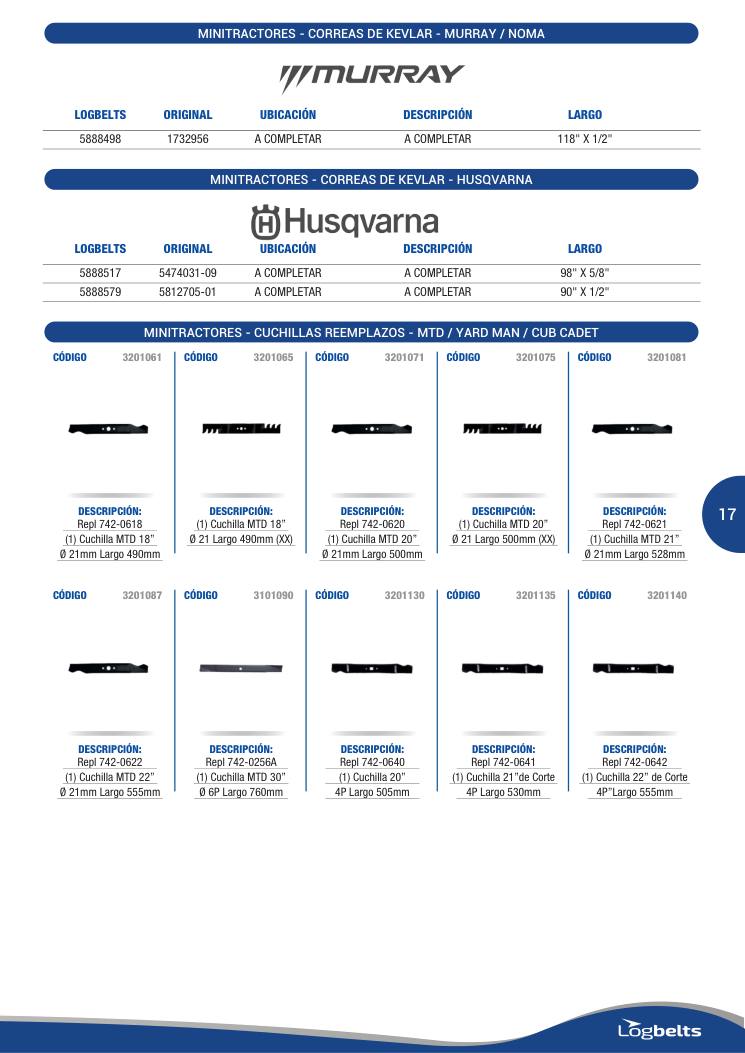 MINITRACTORES - CORREAS DE KEVLAR - MURRAY / NOMA
MURRAY
LOGBELTS ORIGINAL UBICACIÓN DESCRIPCIÓN LARGO
5888498 1732956 A COMPLETAR A COMPLETAR 118" X 1/2"
MINITRACTORES - CORREAS DE KEVLAR - HUSQVARNA
Husqvarna
LOGBELTS ORIGINAL UBICACIÓN DESCRIPCIÓN LARGO
5888517 5474031-09 A COMPLETAR A COMPLETAR 98" X 5/8"
5888579 5812705-01 A COMPLETAR A COMPLETAR 90" X 1/2"
MINITRACTORES - CUCHILLAS REEMPLAZOS - MTD / YARD MAN / CUB CADET
CÓDIGO 3201061
DESCRIPCIÓN:
Repl 742-0618
(1) Cuchilla MTD 18”
Ø 21mm Largo 490mm
CÓDIGO 3201065
DESCRIPCIÓN:
(1) Cuchilla MTD 18”
Ø 21 Largo 490mm (XX)
CÓDIGO 3201071
DESCRIPCIÓN:
Repl 742-0620
(1) Cuchilla MTD 20”
Ø 21mm Largo 500mm
CÓDIGO 3201075
DESCRIPCIÓN:
(1) Cuchilla MTD 20”
Ø 21 Largo 500mm (XX)
CÓDIGO 3201081
DESCRIPCIÓN:
Repl 742-0621
(1) Cuchilla MTD 21”
Ø 21mm Largo 528mm
17
CÓDIGO 3201087
DESCRIPCIÓN:
Repl 742-0622
(1) Cuchilla MTD 22”
Ø 21mm Largo 555mm
CÓDIGO 3101090
DESCRIPCIÓN:
Repl 742-0256A
(1) Cuchilla MTD 30”
Ø 6P Largo 760mm
CÓDIGO 3201130
DESCRIPCIÓN:
Repl 742-0640
(1) Cuchilla 20”
4P Largo 505mm
CÓDIGO 3201135
DESCRIPCIÓN:
Repl 742-0641
(1) Cuchilla 21”de Corte
4P Largo 530mm
CÓDIGO 3201140
DESCRIPCIÓN:
Repl 742-0642
(1) Cuchilla 22” de Corte
4P”Largo 555mm
Logbelts